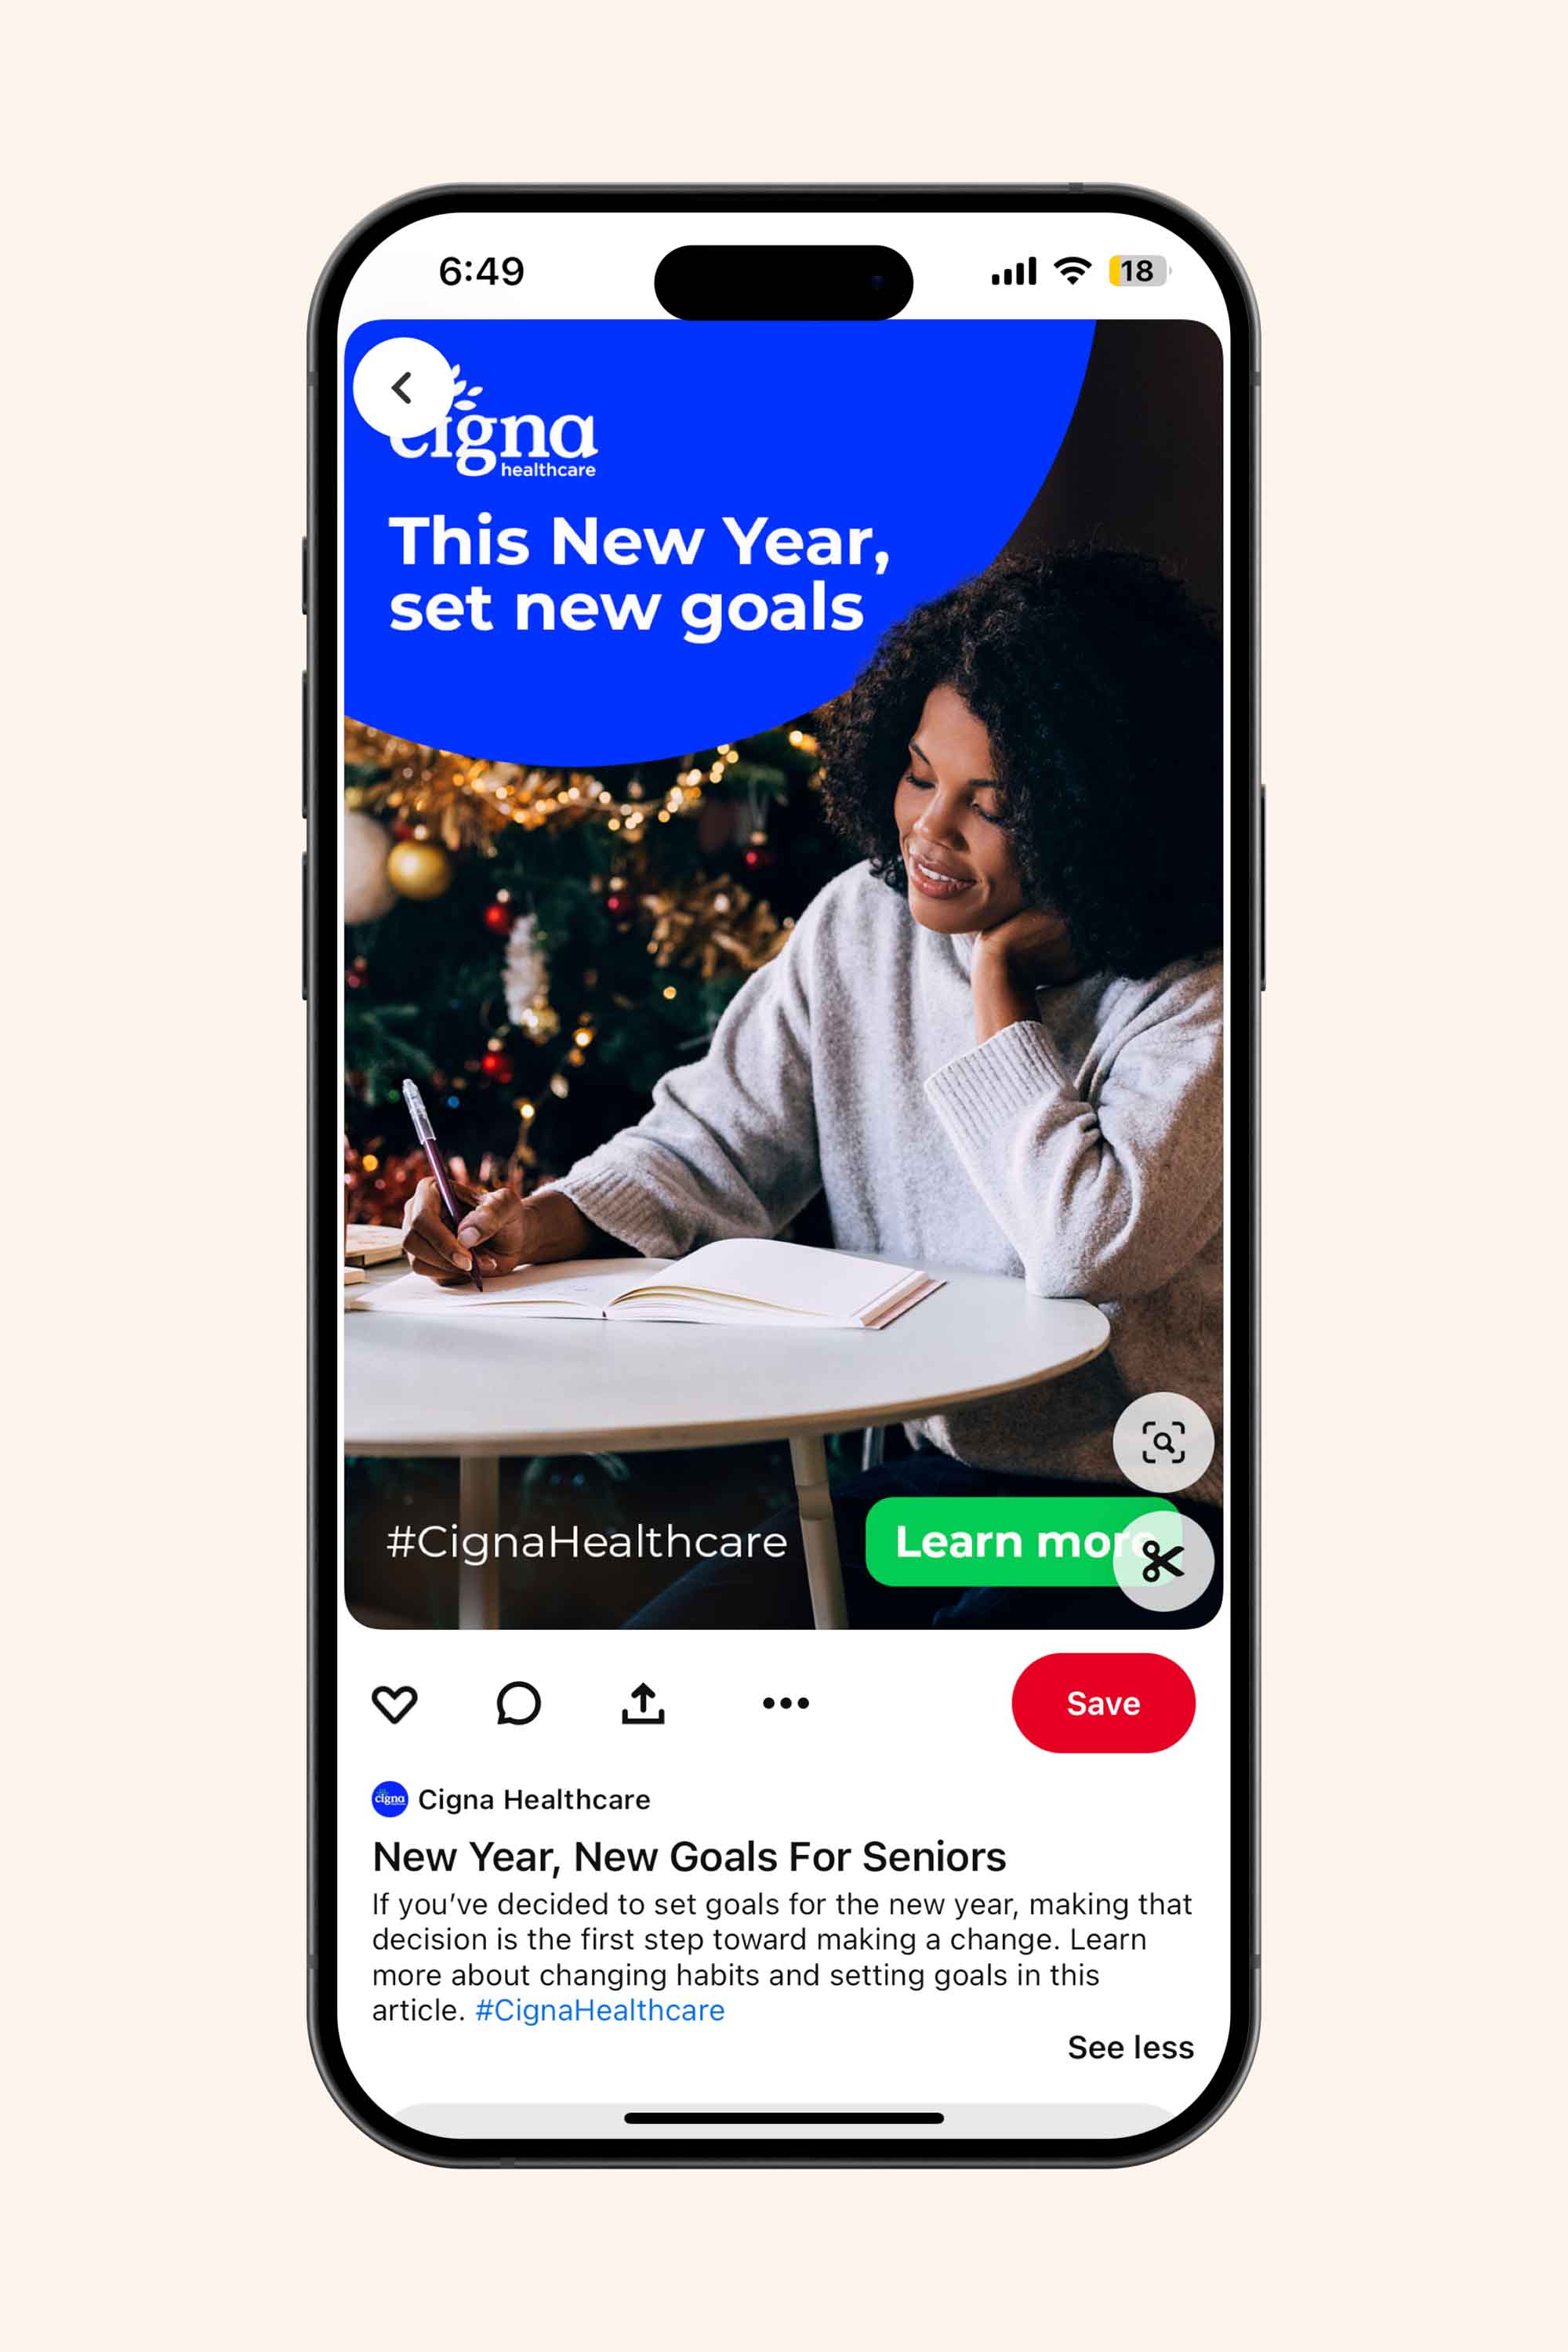 6:49
18
cigna
healthcare
This New Year,
set new goals
#CignaHealthcare
Learn more
Save
cigna
Cigna Healthcare
New Year, New Goals For Seniors
If you’ve decided to set goals for the new year, making that
decision is the first step toward making a change. Learn
more about changing habits and setting goals in this
article. #CignaHealthcare
See less